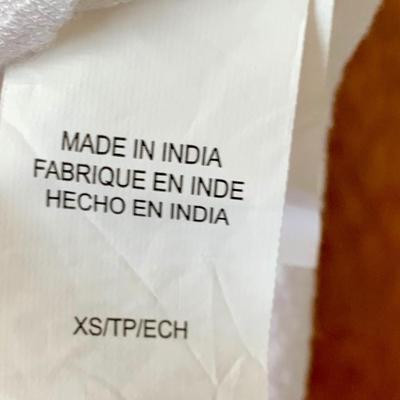 MADE IN INDIA
FABRIQUE EN INDE
HECHO EN INDIA
XS/TP/ECH